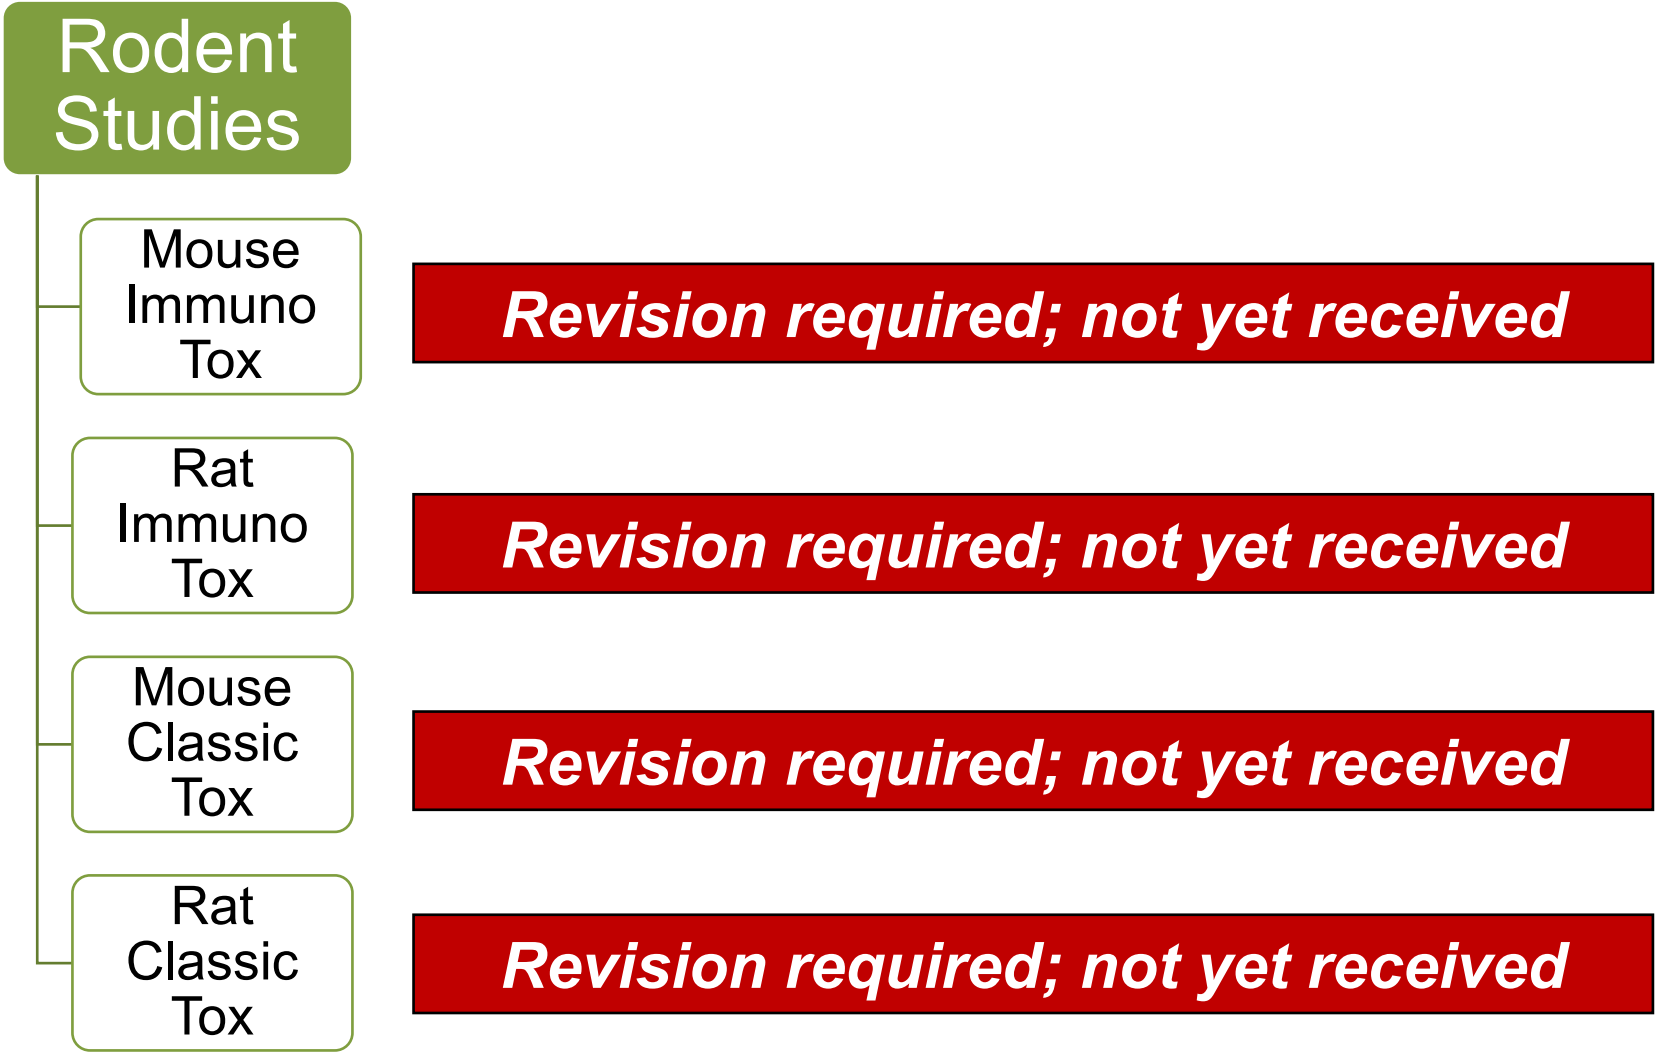 Rodent
Studies
Mouse
Immuno
Tox
Revision required; not yet received
Rat
Immuno
Tox
Revision required; not yet received
Mouse
Classic
Tox
Revision required; not yet received
Rat
Classic
Tox
Revision required; not yet received